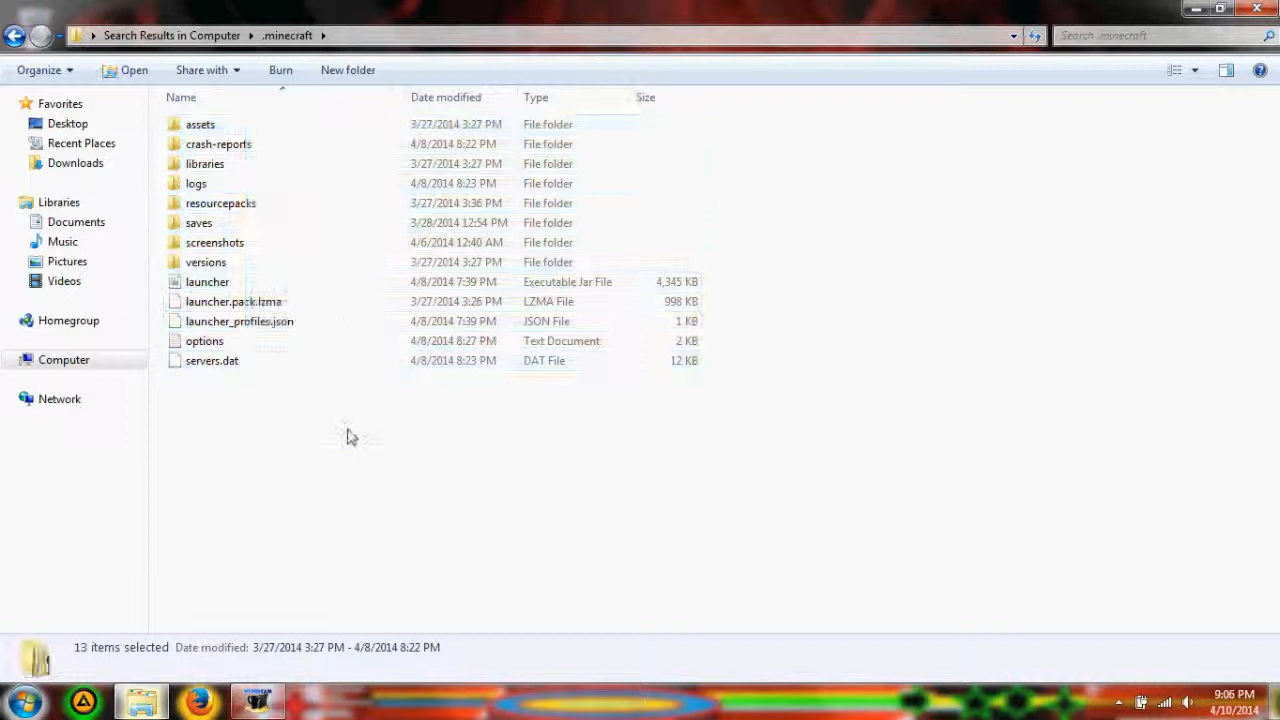 Search Results in Computer .minecraft
Search .minecraft
Organize Open Share with Burn New folder
Name Date modified Type Size
Favorites
Desktop
Recent Places
Downloads
Libraries
Documents
Music
Pictures
Videos
Homegroup
Computer
Network
assets 3/27/2014 3:27 PM File folder
crash-reports 4/8/2014 8:22 PM File folder
libraries 3/27/2014 3:27 PM File folder
logs 4/8/2014 8:23 PM File folder
resourcepacks 3/27/2014 3:36 PM File folder
saves 3/28/2014 12:54 PM File folder
screenshots 4/6/2014 12:40 AM File folder
versions 3/27/2014 3:27 PM File folder
launcher 4/8/2014 7:39 PM Executable Jar File 4,345 KB
launcher.pack.lzma 3/27/2014 3:26 PM LZMA File 998 KB
launcher_profiles.json 4/8/2014 7:39 PM JSON File 1 KB
options 4/8/2014 8:27 PM Text Document 2 KB
servers.dat 4/8/2014 8:23 PM DAT File 12 KB
13 items selected Date modified: 3/27/2014 3:27 PM - 4/8/2014 8:22 PM
HYPERCAM
9:06 PM
4/10/2014